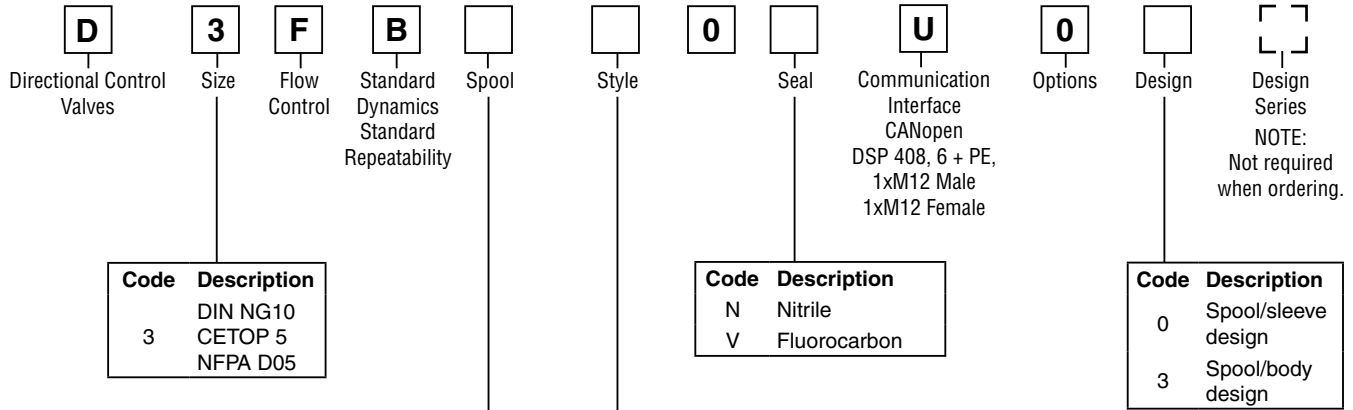 D 3 F B 0 U 0
Directional Control Valves
Size
Flow Control
Standard Dynamics Standard Repeatability
Spool
Style
Seal
Communication Interface CANopen DSP 408, 6 + PE, 1xM12 Male 1xM12 Female
Options
Design
Design Series NOTE: Not required when ordering.
Code Description
3 DIN NG10 CETOP 5 NFPA D05
Code Description
N Nitrile
V Fluorocarbon
Code Description
0 Spool/sleeve design
3 Spool/body design